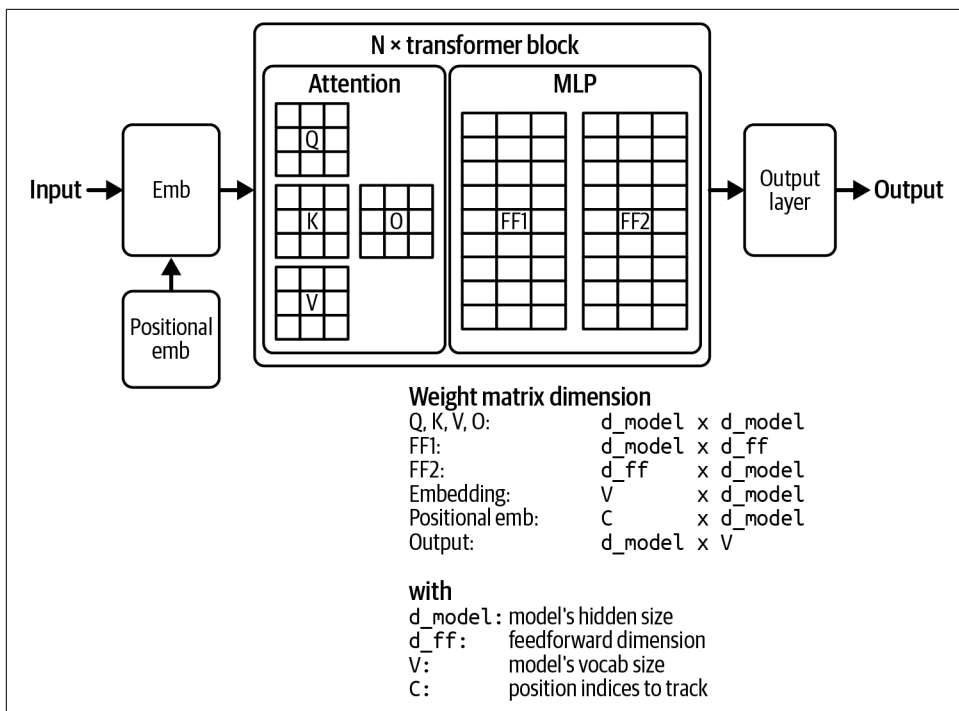 N × transformer block
Attention
MLP
Q
K
V
O
FF1
FF2
Input
Emb
Positional
emb
Output
layer
Output
Weight matrix dimension
Q, K, V, O: d_model x d_model
FF1: d_model x d_ff
FF2: d_ff x d_model
Embedding: V x d_model
Positional emb: C x d_model
Output: d_model x V
with
d_model: model's hidden size
d_ff: feedforward dimension
V: model's vocab size
C: position indices to track